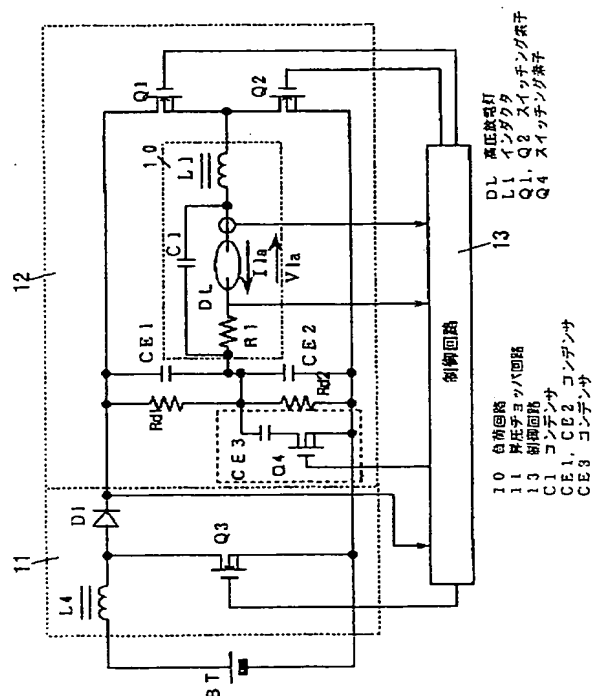 11
12
L4
D1
BT
Q3
Q1
Q2
10
L1
C1
DL
I1a
V1a
R1
CE1
CE2
Rd1
Rd2
CE3
Q4
制御回路
13
10 負荷回路
11 昇圧チョッパ回路
13 制御回路
C1 コンデンサ
CE1, CE2 コンデンサ
CE3 コンデンサ
DL 高圧放電灯
L1 インダクタ
Q1, Q2 スイッチング素子
Q4 スイッチング素子